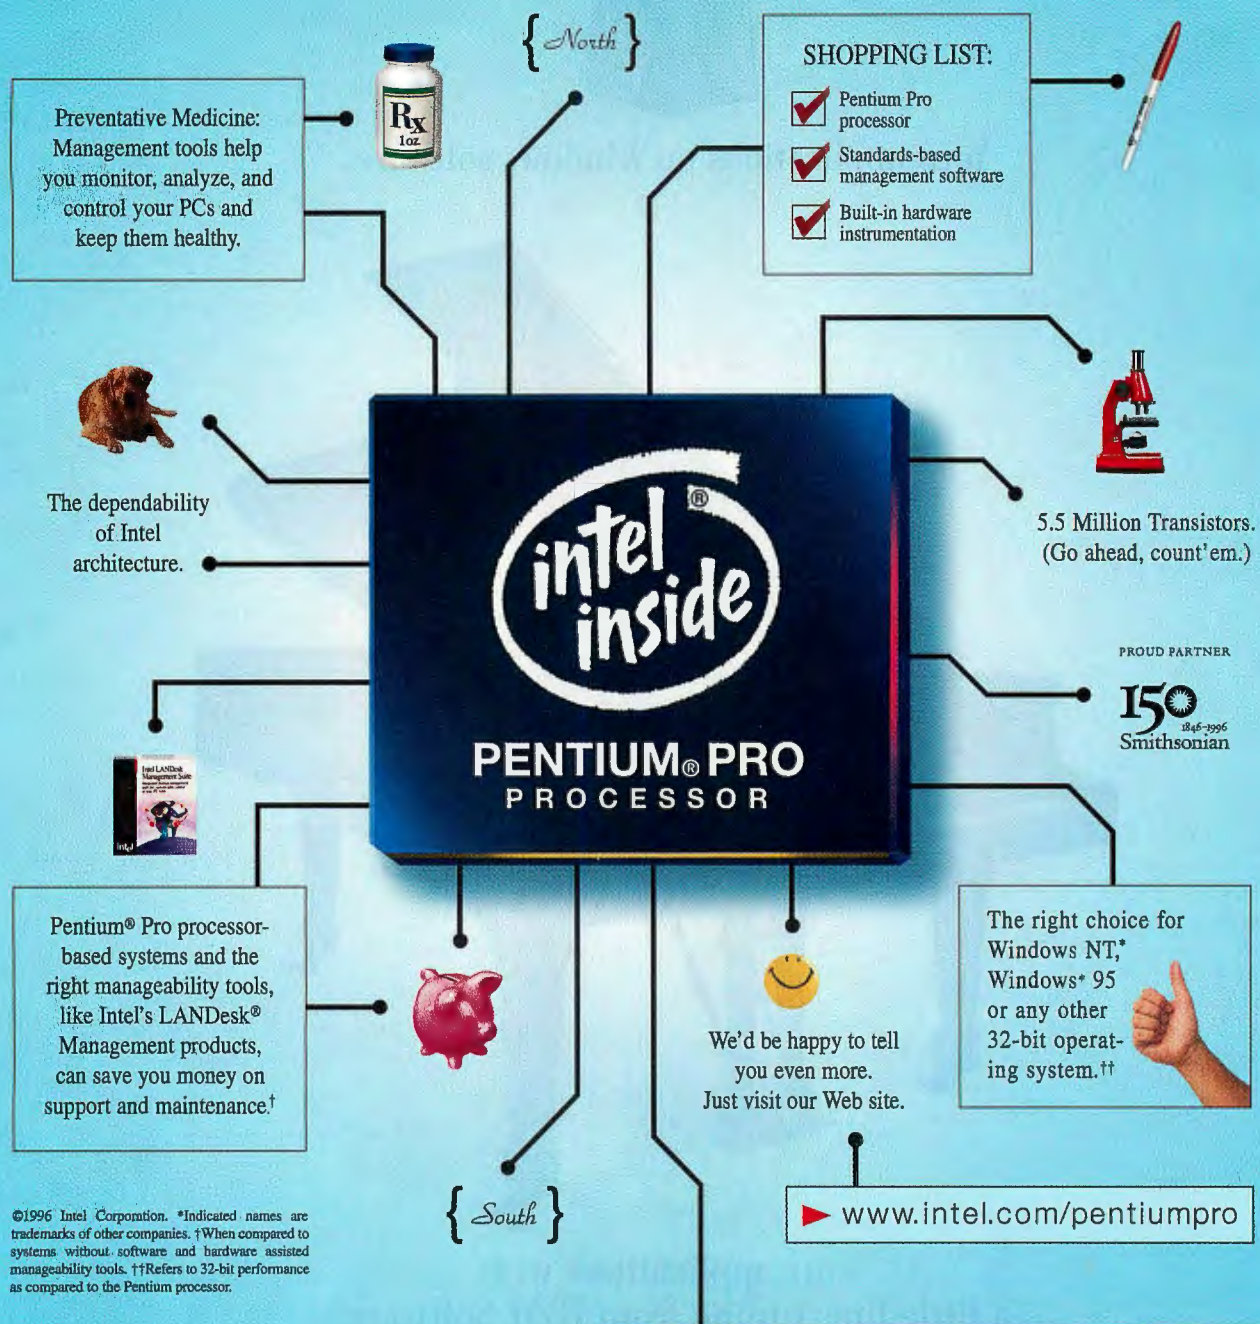 { North }
Preventative Medicine:
Management tools help
you monitor, analyze, and
control your PCs and
keep them healthy.
Rx
1oz.
SHOPPING LIST:
Pentium Pro
processor
Standards-based
management software
Built-in hardware
instrumentation
The dependability
of Intel
architecture.
intel®
inside
PENTIUM® PRO
PROCESSOR
5.5 Million Transistors.
(Go ahead, count'em.)
PROUD PARTNER
150
1846-1996
Smithsonian
Intel LANDesk
Management Suite
intel
Pentium® Pro processor-
based systems and the
right manageability tools,
like Intel's LANDesk®
Management products,
can save you money on
support and maintenance.†
We'd be happy to tell
you even more.
Just visit our Web site.
The right choice for
Windows NT,*
Windows* 95
or any other
32-bit operat-
ing system.††
{ South }
www.intel.com/pentiumpro
©1996 Intel Corporation. *Indicated names are
trademarks of other companies. †When compared to
systems without software and hardware assisted
manageability tools. ††Refers to 32-bit performance
as compared to the Pentium processor.